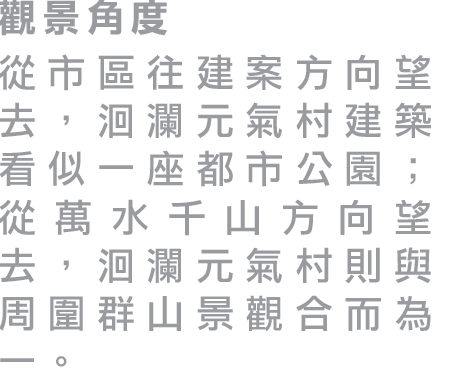 觀景角度
從市區往建案方向望
去，洄瀾元氣村建築
看似一座都市公園；
從萬水千山方向望
去，洄瀾元氣村則與
周圍群山景觀合而為
一。